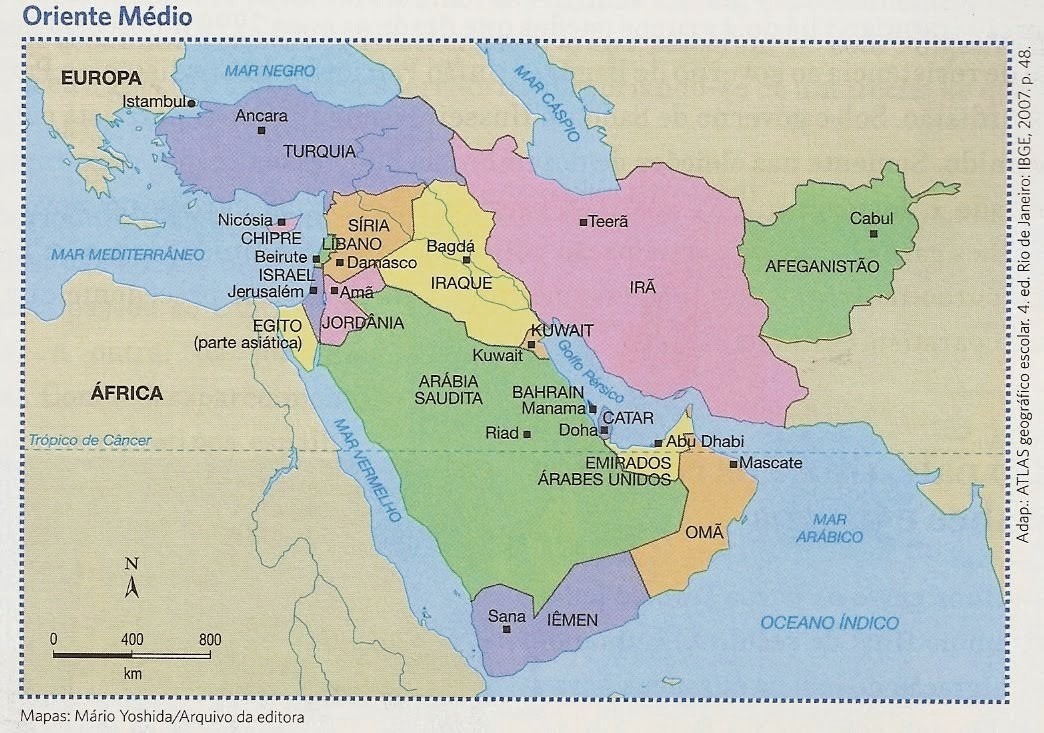 Oriente Médio
EUROPA
MAR NEGRO
MAR CÁSPIO
Istambul
Ancara
TURQUIA
Nicósia
CHIPRE
SÍRIA
LÍBANO
Teerã
Cabul
MAR MEDITERRÂNEO
Beirute
Damasco
Bagdá
AFEGANISTÃO
ISRAEL
Jerusalém
Amã
IRAQUE
IRÃ
EGITO
(parte asiática)
JORDÂNIA
KUWAIT
Kuwait
Golfo Pérsico
ÁFRICA
ARÁBIA
SAUDITA
BAHRAIN
Manama
CATAR
Doha
Riad
Trópico de Câncer
MAR VERMELHO
Abu Dhabi
EMIRADOS
ÁRABES UNIDOS
Mascate
OMÃ
MAR
ARÁBICO
N
Sana
IÊMEN
OCEANO ÍNDICO
0 400 800
km
Adap.: ATLAS geográfico escolar. 4. ed. Rio de Janeiro: IBGE, 2007. p. 48.
Mapas: Mário Yoshida/Arquivo da editora